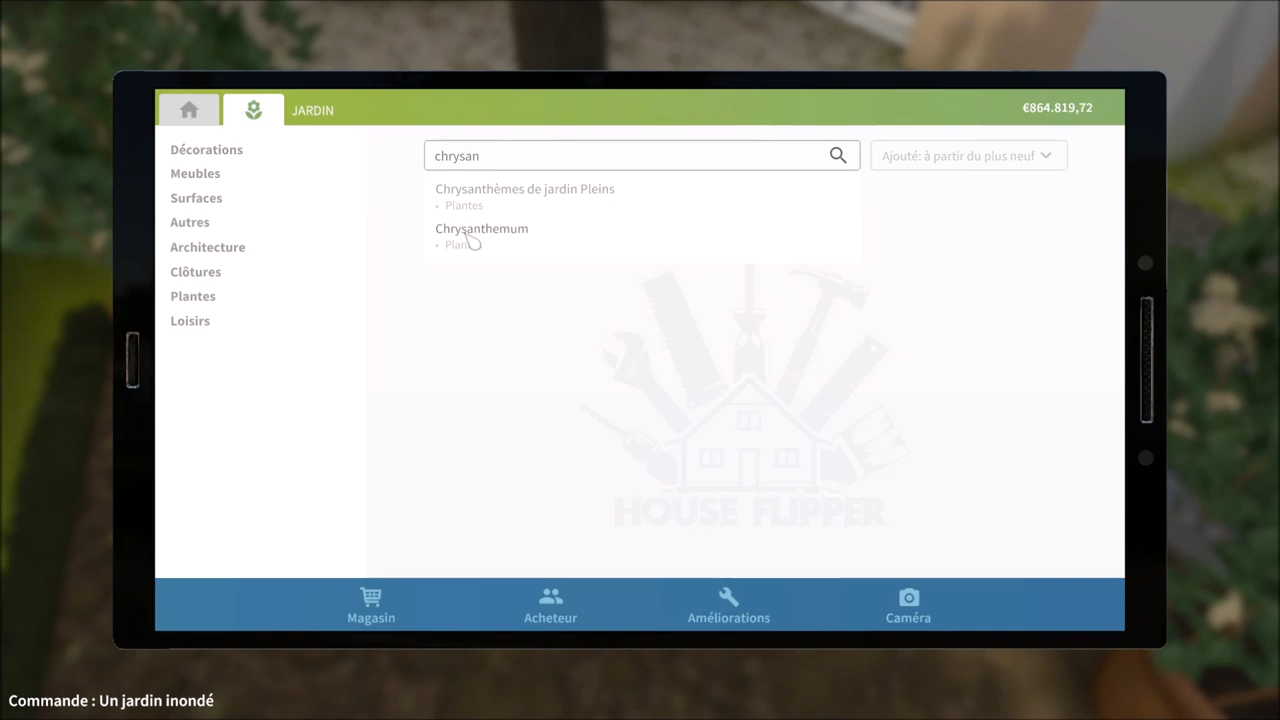 JARDIN
€864.819,72
Décorations
Meubles
Surfaces
Autres
Architecture
Clôtures
Plantes
Loisirs
chrysan
Ajouté: à partir du plus neuf
Chrysanthèmes de jardin Pleins
• Plantes
Chrysanthemum
HOUSE FLIPPER
Magasin
Acheteur
Améliorations
Caméra
Commande : Un jardin inondé